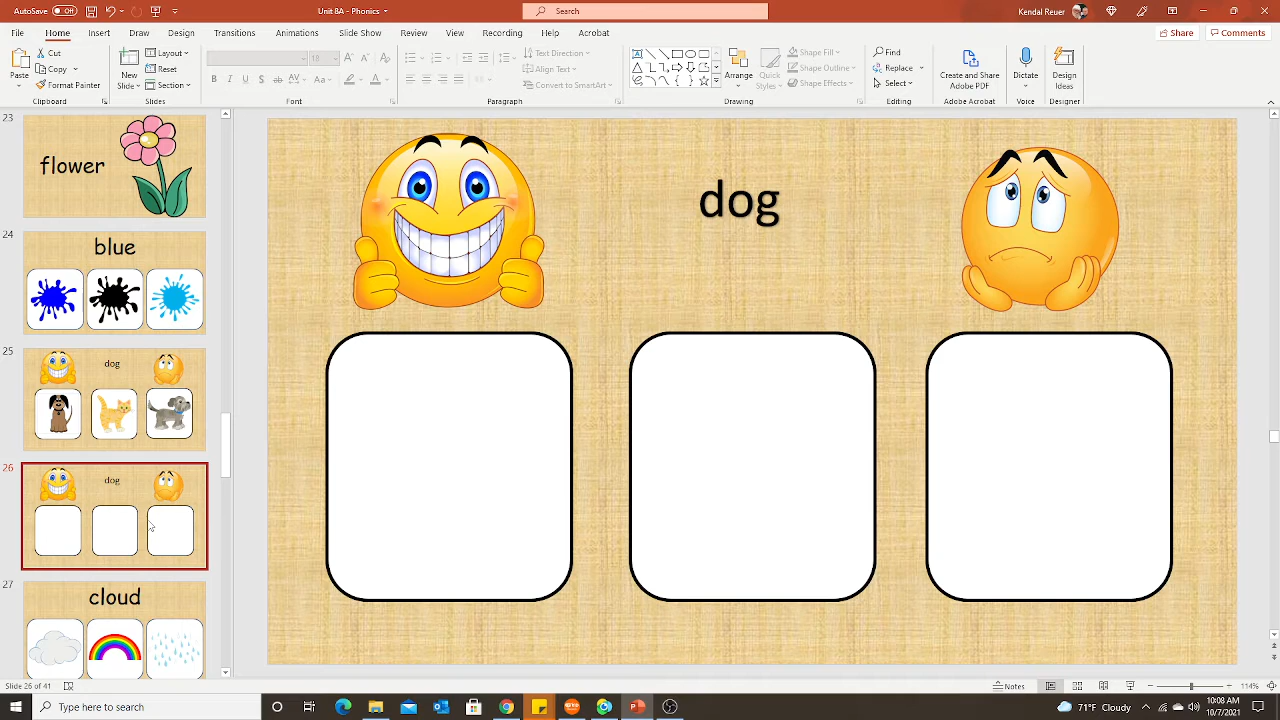 AutoSave Off
Unit 8A - Phonics
Search
Kendal Reuer
File Home Insert Draw Design Transitions Animations Slide Show Review View Recording Help Acrobat
Share Comments
Paste
Cut
Copy
Format Painter
Clipboard
New Slide
Layout
Reset
Section
Slides
18
Font
Text Direction
Align Text
Convert to SmartArt
Paragraph
Arrange
Quick Styles
Shape Fill
Shape Outline
Shape Effects
Drawing
Find
Replace
Select
Editing
Create and Share Adobe PDF
Adobe Acrobat
Dictate
Voice
Design Ideas
Designer
23
flower
24
blue
25
dog
26
dog
27
cloud
dog
Slide 26 of 41
Notes
114%
Type here to search
71°F Cloudy
10:08 AM
10/7/2021